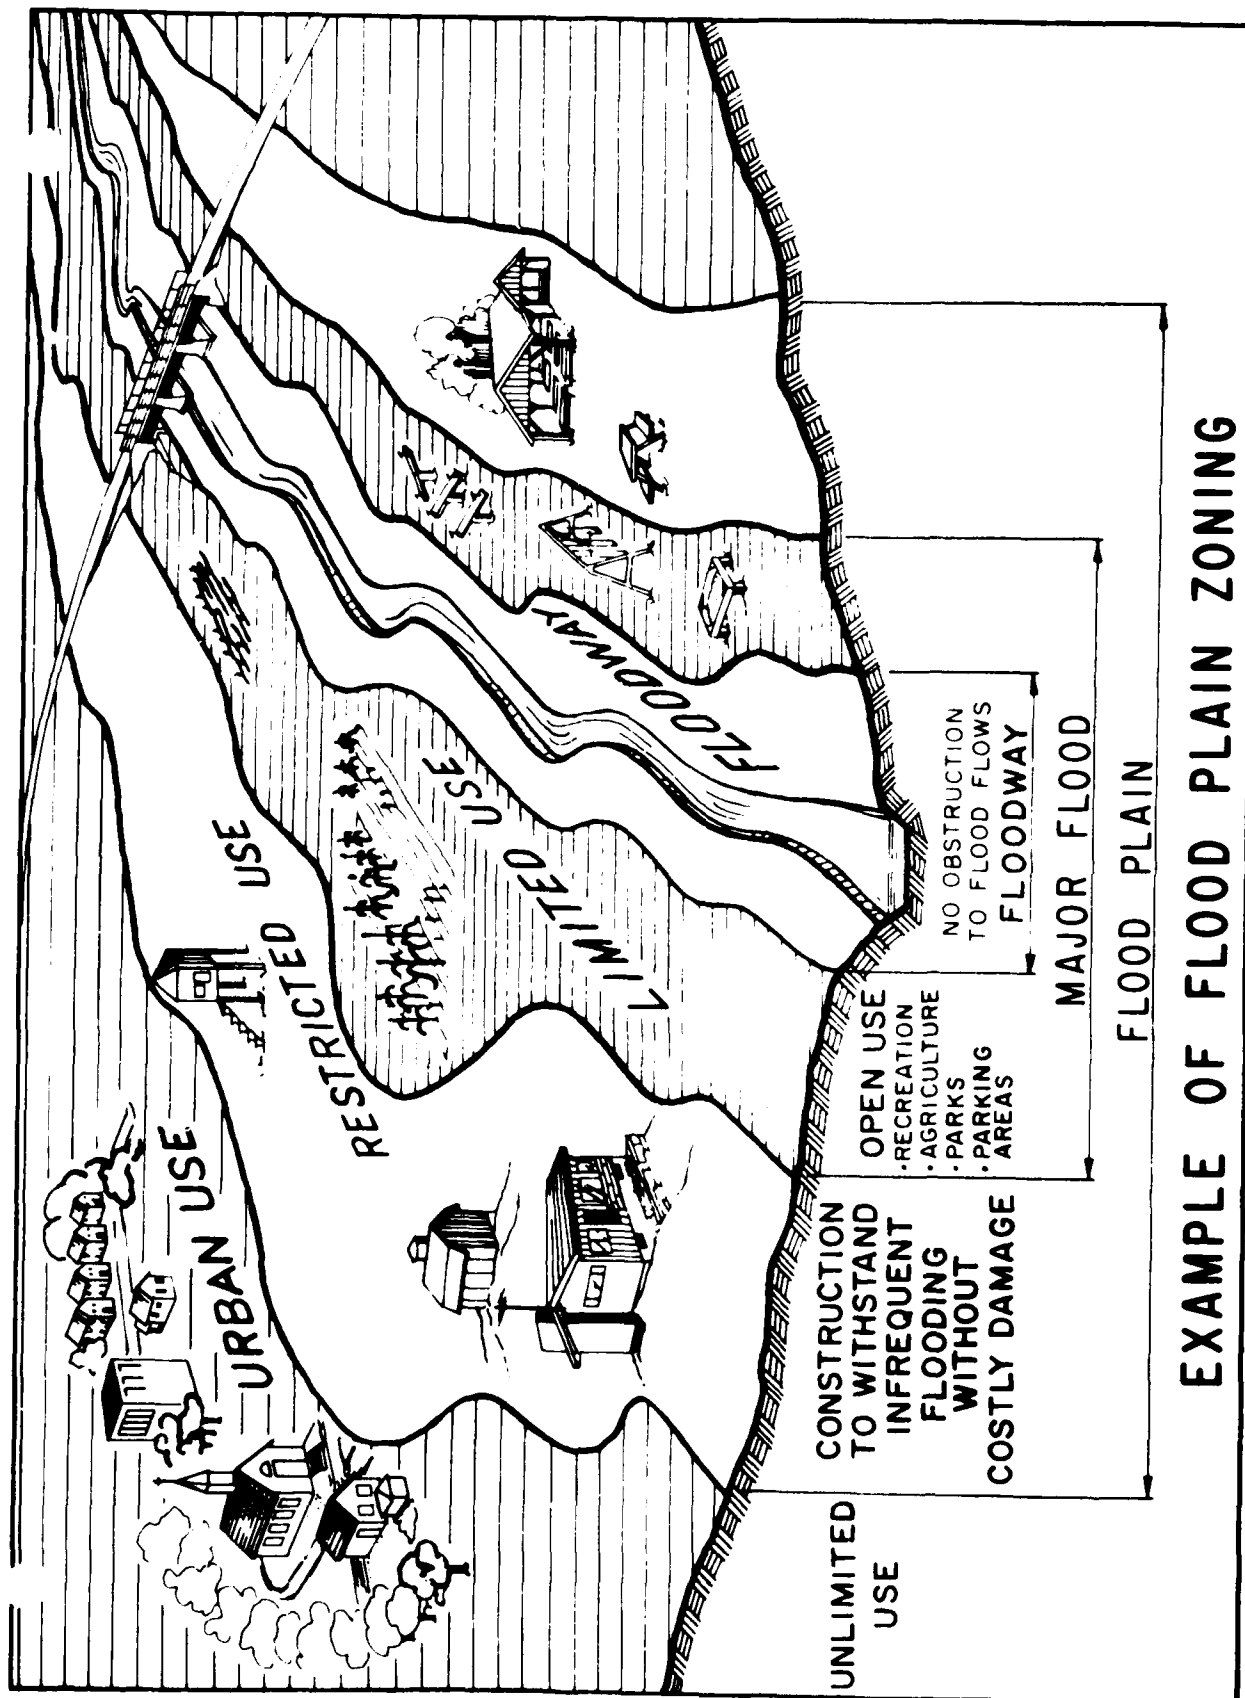 URBAN USE
RESTRICTED USE
LIMITED USE
FLOODWAY
UNLIMITED
USE
CONSTRUCTION
TO WITHSTAND
INFREQUENT
FLOODING
WITHOUT
COSTLY DAMAGE
OPEN USE
·RECREATION
·AGRICULTURE
·PARKS
·PARKING
AREAS
NO OBSTRUCTION
TO FLOOD FLOWS
FLOODWAY
MAJOR FLOOD
FLOOD PLAIN
EXAMPLE OF FLOOD PLAIN ZONING